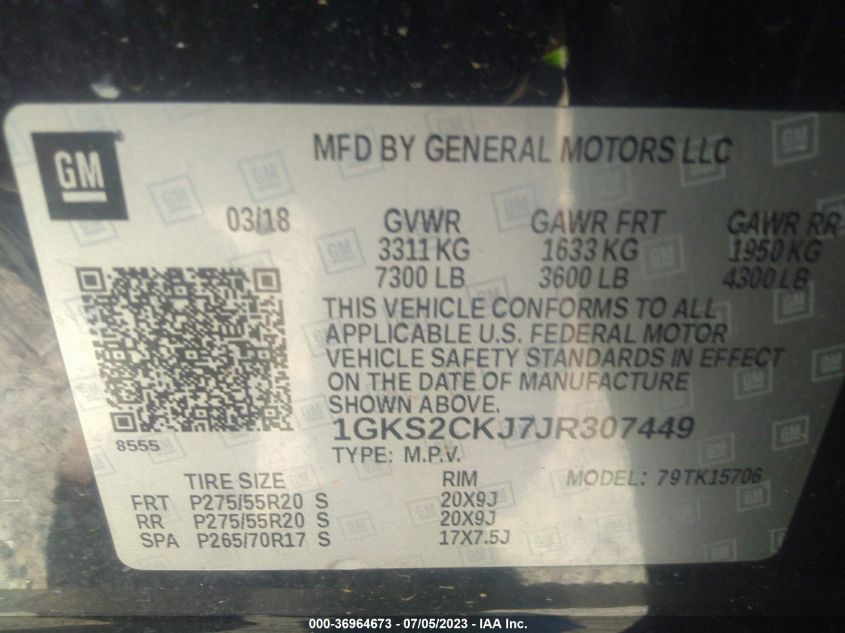 GM
MFD BY GENERAL MOTORS LLC
03/18
GVWR GAWR FRT GAWR RR
3311 KG 1633 KG 1950 KG
7300 LB 3600 LB 4300 LB
THIS VEHICLE CONFORMS TO ALL
APPLICABLE U.S. FEDERAL MOTOR
VEHICLE SAFETY STANDARDS IN EFFECT
ON THE DATE OF MANUFACTURE
SHOWN ABOVE.
8555
1GKS2CKJ7JR307449
TYPE: M.P.V.
TIRE SIZE RIM MODEL: 79TK15706
FRT P275/55R20 S 20X9J
RR P275/55R20 S 20X9J
SPA P265/70R17 S 17X7.5J
000-36964673 - 07/05/2023 - IAA Inc.